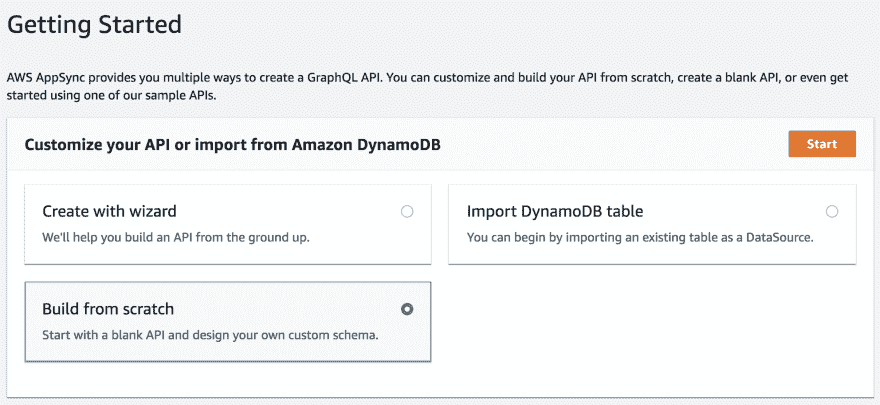 Getting Started
AWS AppSync provides you multiple ways to create a GraphQL API. You can customize and build your API from scratch, create a blank API, or even get
started using one of our sample APIs.
Customize your API or import from Amazon DynamoDB
Start
Create with wizard
We'll help you build an API from the ground up.
Import DynamoDB table
You can begin by importing an existing table as a DataSource.
Build from scratch
Start with a blank API and design your own custom schema.